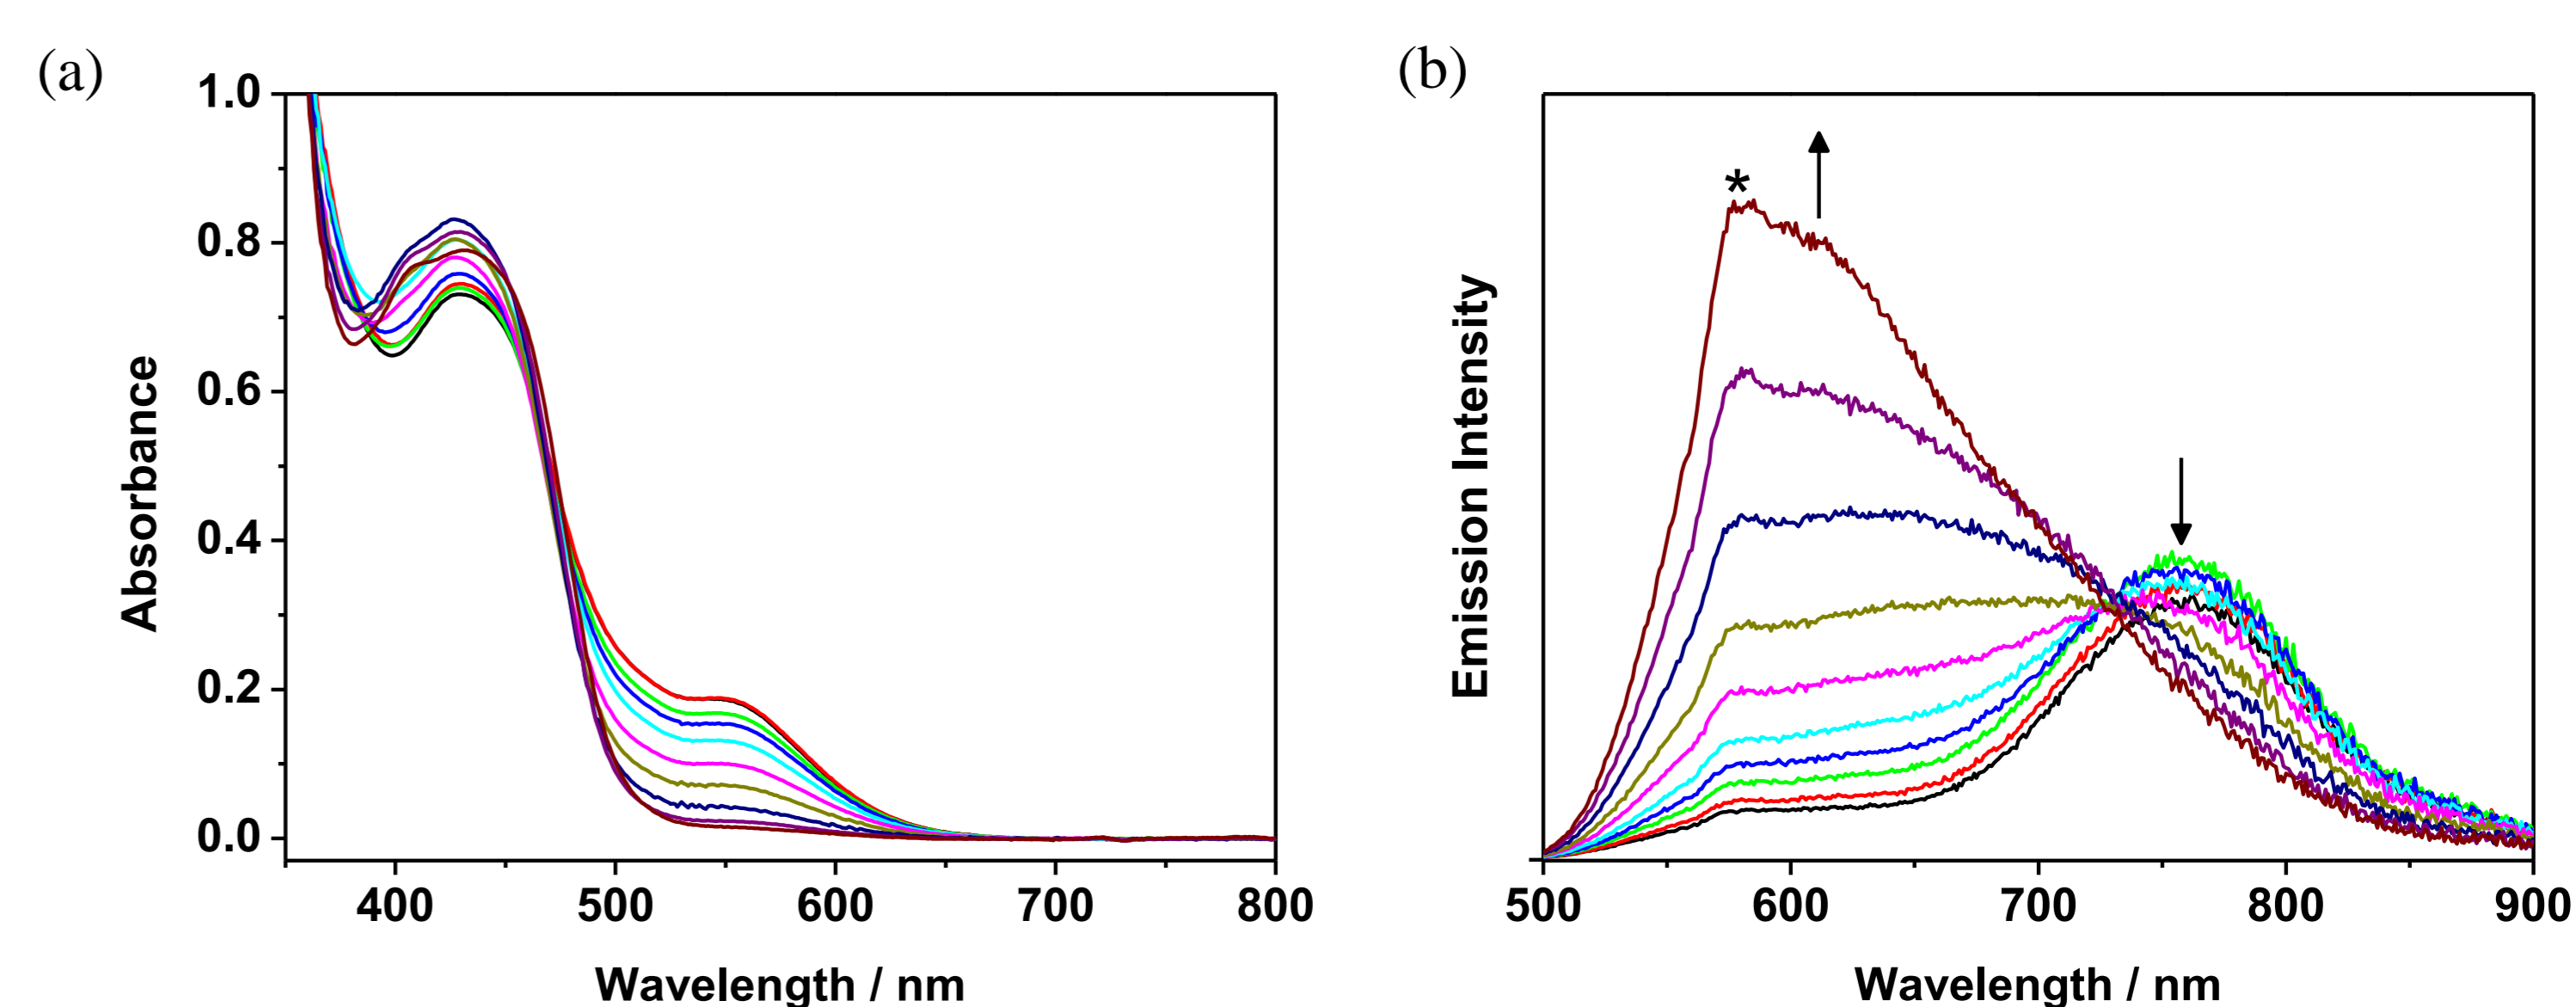 (a)
1.0
0.8
0.6
0.4
0.2
0.0
Absorbance
400 500 600 700 800
Wavelength / nm
(b)
*
Emission Intensity
500 600 700 800 900
Wavelength / nm